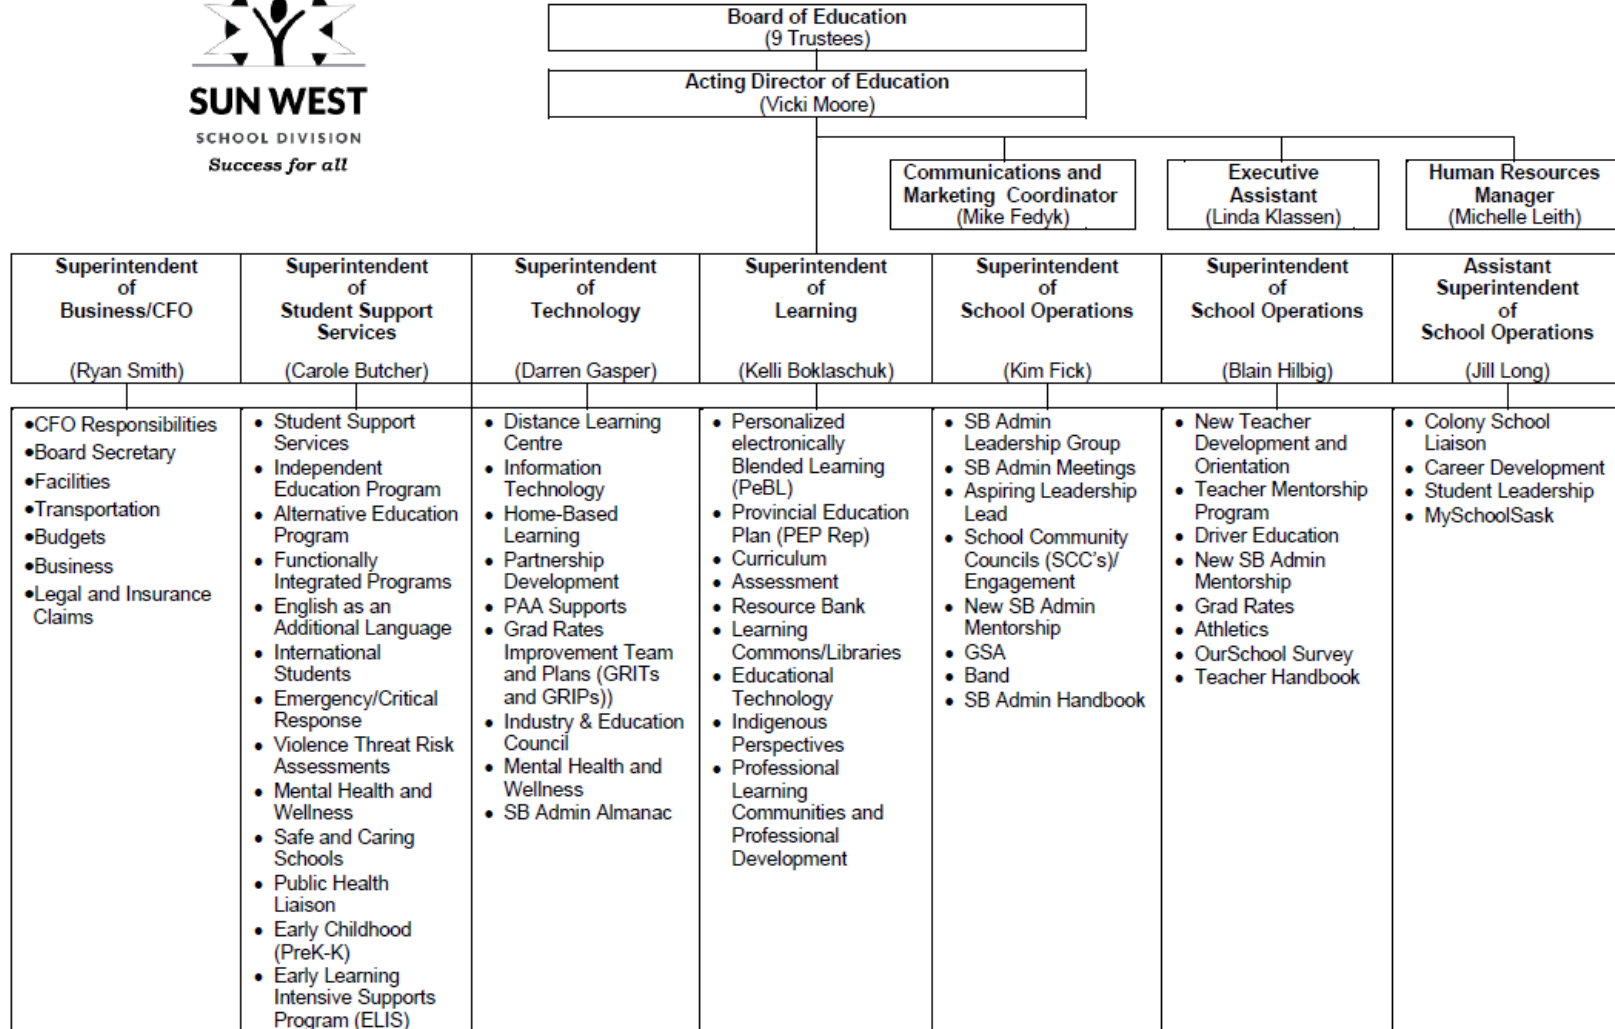 SUN WEST
SCHOOL DIVISION
Success for all
Board of Education
(9 Trustees)
Acting Director of Education
(Vicki Moore)
Communications and
Marketing Coordinator
(Mike Fedyk)
Executive
Assistant
(Linda Klassen)
Human Resources
Manager
(Michelle Leith)
Superintendent
of
Business/CFO
(Ryan Smith)
Superintendent
of
Student Support
Services
(Carole Butcher)
Superintendent
of
Technology
(Darren Gasper)
Superintendent
of
Learning
(Kelli Boklaschuk)
Superintendent
of
School Operations
(Kim Fick)
Superintendent
of
School Operations
(Blain Hilbig)
Assistant
Superintendent
of
School Operations
(Jill Long)
•CFO Responsibilities
•Board Secretary
•Facilities
•Transportation
•Budgets
•Business
•Legal and Insurance
Claims
• Student Support
Services
• Independent
Education Program
• Alternative Education
Program
• Functionally
Integrated Programs
• English as an
Additional Language
• International
Students
• Emergency/Critical
Response
• Violence Threat Risk
Assessments
• Mental Health and
Wellness
• Safe and Caring
Schools
• Public Health
Liaison
• Early Childhood
(PreK-K)
• Early Learning
Intensive Supports
Program (ELIS)
• Distance Learning
Centre
• Information
Technology
• Home-Based
Learning
• Partnership
Development
• PAA Supports
• Grad Rates
Improvement Team
and Plans (GRITs
and GRIPs))
• Industry & Education
Council
• Mental Health and
Wellness
• SB Admin Almanac
• Personalized
electronically
Blended Learning
(PeBL)
• Provincial Education
Plan (PEP Rep)
• Curriculum
• Assessment
• Resource Bank
• Learning
Commons/Libraries
• Educational
Technology
• Indigenous
Perspectives
• Professional
Learning
Communities and
Professional
Development
• SB Admin
Leadership Group
• SB Admin Meetings
• Aspiring Leadership
Lead
• School Community
Councils (SCC's)/
Engagement
• New SB Admin
Mentorship
• GSA
• Band
• SB Admin Handbook
• New Teacher
Development and
Orientation
• Teacher Mentorship
Program
• Driver Education
• New SB Admin
Mentorship
• Grad Rates
• Athletics
• OurSchool Survey
• Teacher Handbook
• Colony School
Liaison
• Career Development
• Student Leadership
• MySchoolSask